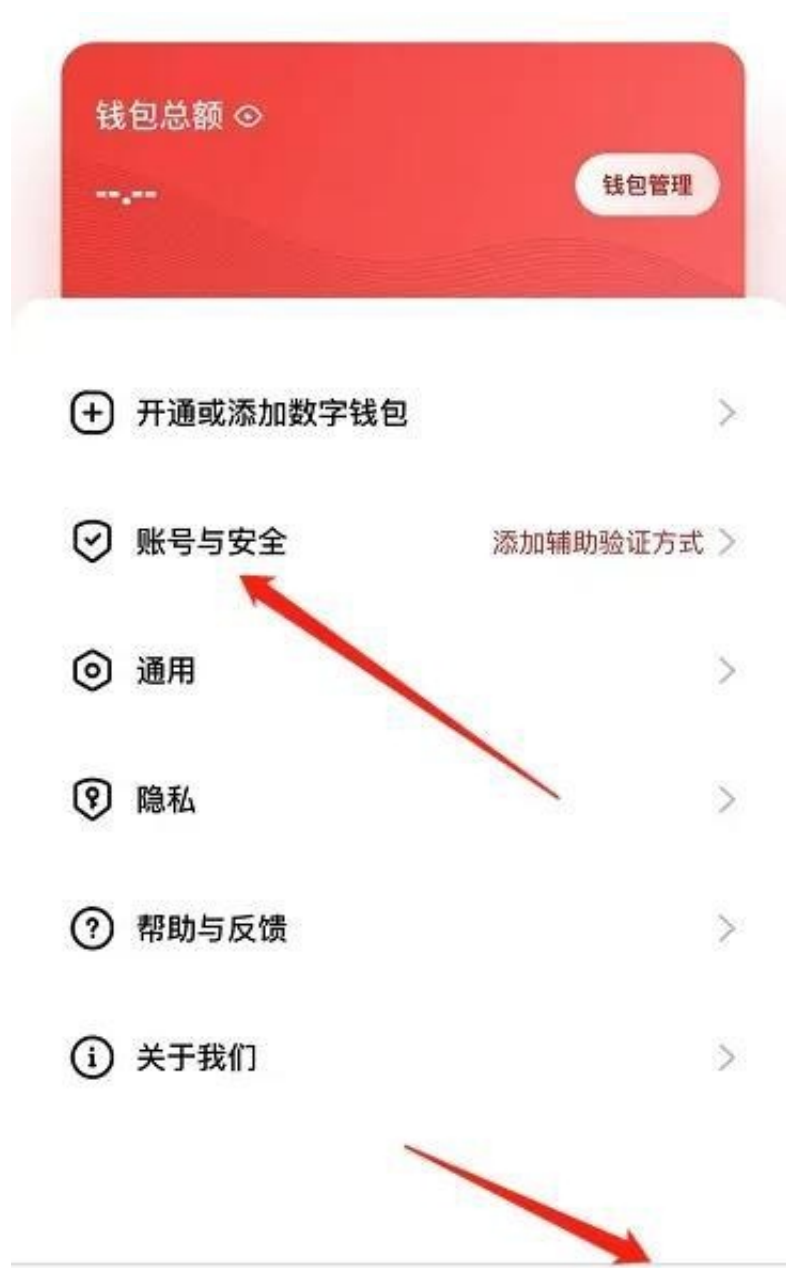 钱包总额
--.--
钱包管理
开通或添加数字钱包
账号与安全 添加辅助验证方式
通用
隐私
帮助与反馈
关于我们